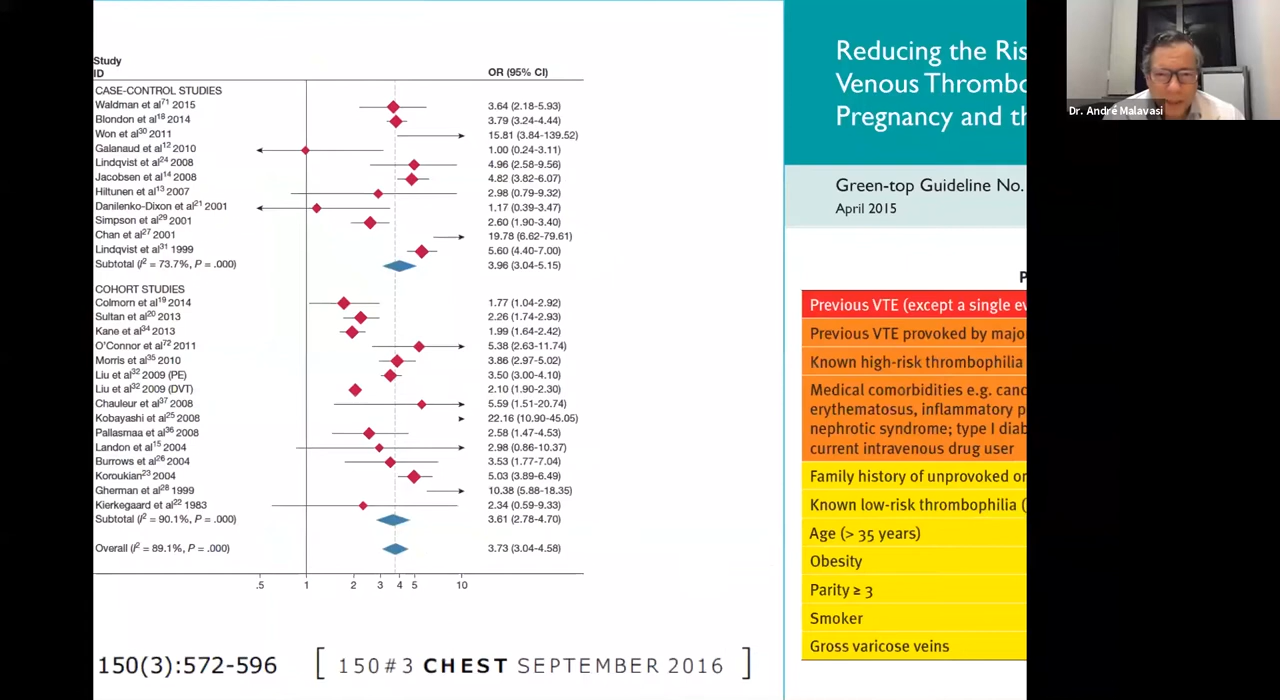 Study
ID
OR (95% CI)
CASE-CONTROL STUDIES
Waldman et al71 2015 3.64 (2.18-5.93)
Blondon et al18 2014 3.79 (3.24-4.44)
Won et al30 2011 15.81 (3.84-139.52)
Galanaud et al12 2010 1.00 (0.24-3.11)
Lindqvist et al24 2008 4.96 (2.58-9.56)
Jacobsen et al14 2008 4.82 (3.82-6.07)
Hiltunen et al13 2007 2.98 (0.79-9.32)
Danilenko-Dixon et al21 2001 1.17 (0.39-3.47)
Simpson et al29 2001 2.60 (1.90-3.40)
Chan et al27 2001 19.78 (6.62-79.61)
Lindqvist et al31 1999 5.60 (4.40-7.00)
Subtotal (I2 = 73.7%, P = .000) 3.96 (3.04-5.15)
COHORT STUDIES
Colmorn et al19 2014 1.77 (1.04-2.92)
Sultan et al20 2013 2.26 (1.74-2.93)
Kane et al34 2013 1.99 (1.64-2.42)
O'Connor et al72 2011 5.38 (2.63-11.74)
Morris et al35 2010 3.86 (2.97-5.02)
Liu et al32 2009 (PE) 3.50 (3.00-4.10)
Liu et al32 2009 (DVT) 2.10 (1.90-2.30)
Chauleur et al37 2008 5.59 (1.51-20.74)
Kobayashi et al25 2008 22.16 (10.90-45.05)
Pallasmaa et al36 2008 2.58 (1.47-4.53)
Landon et al15 2004 2.98 (0.86-10.37)
Burrows et al26 2004 3.53 (1.77-7.04)
Koroukian23 2004 5.03 (3.89-6.49)
Gherman et al28 1999 10.38 (5.88-18.35)
Kierkegaard et al22 1983 2.34 (0.59-9.33)
Subtotal (I2 = 90.1%, P = .000) 3.61 (2.78-4.70)
Overall (I2 = 89.1%, P = .000) 3.73 (3.04-4.58)
.5 1 2 3 4 5 10
150(3):572-596 [ 150#3 CHEST SEPTEMBER 2016 ]
Reducing the Ris
Venous Thrombo
Pregnancy and th
Green-top Guideline No.
April 2015
P
Previous VTE (except a single ev
Previous VTE provoked by majo
Known high-risk thrombophilia
Medical comorbidities e.g. canc
erythematosus, inflammatory p
nephrotic syndrome; type I diab
current intravenous drug user
Family history of unprovoked or
Known low-risk thrombophilia (
Age (> 35 years)
Obesity
Parity ≥ 3
Smoker
Gross varicose veins
Dr. André Malavasi